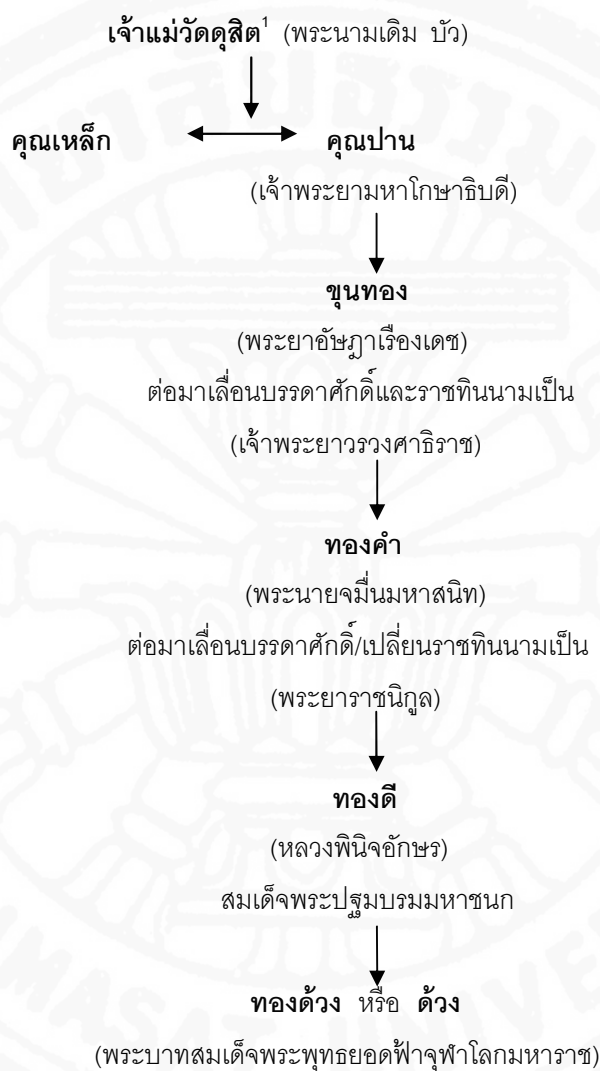 เจ้าแม่วัดดุสิต¹ (พระนามเดิม บัว)
คุณเหล็ก คุณปาน
(เจ้าพระยามหาโกษาธิบดี)
ขุนทอง
(พระยาอัษฎาเรืองเดช)
ต่อมาเลื่อนบรรดาศักดิ์และราชทินนามเป็น
(เจ้าพระยาวรวงศาธิราช)
ทองคำ
(พระนายจมื่นมหาสนิท)
ต่อมาเลื่อนบรรดาศักดิ์/เปลี่ยนราชทินนามเป็น
(พระยาราชนิกูล)
ทองดี
(หลวงพินิจอักษร)
สมเด็จพระปฐมบรมมหาชนก
ทองด้วง หรือ ด้วง
(พระบาทสมเด็จพระพุทธยอดฟ้าจุฬาโลกมหาราช)